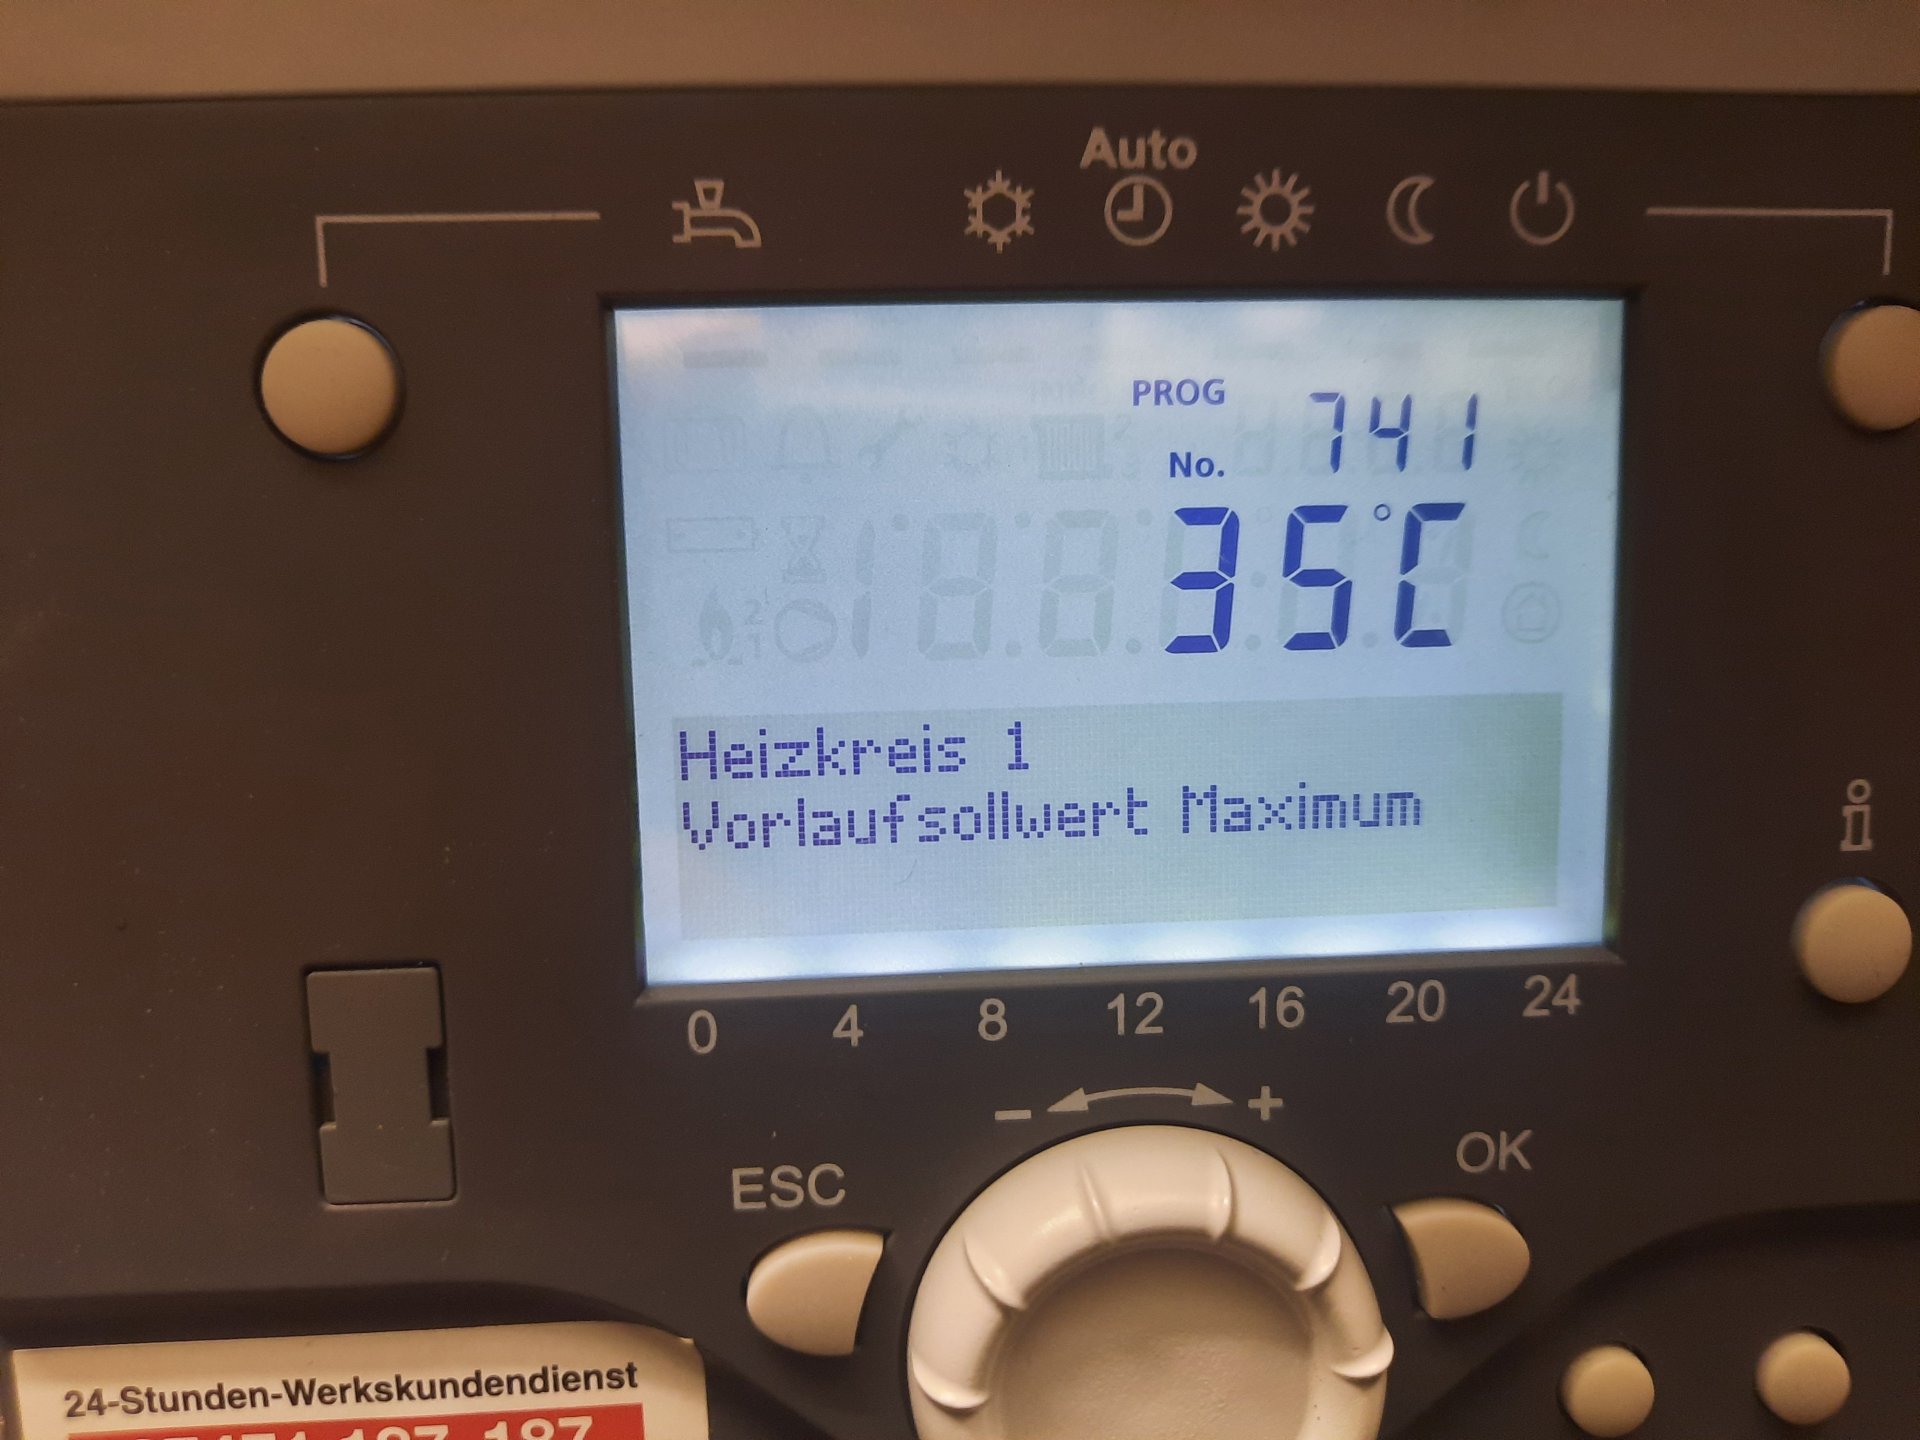 Auto
PROG
No. 741
35°C
Heizkreis 1
Vorlaufsollwert Maximum
0 4 8 12 16 20 24
- +
ESC
OK
i
24-Stunden-Werkskundendienst
187